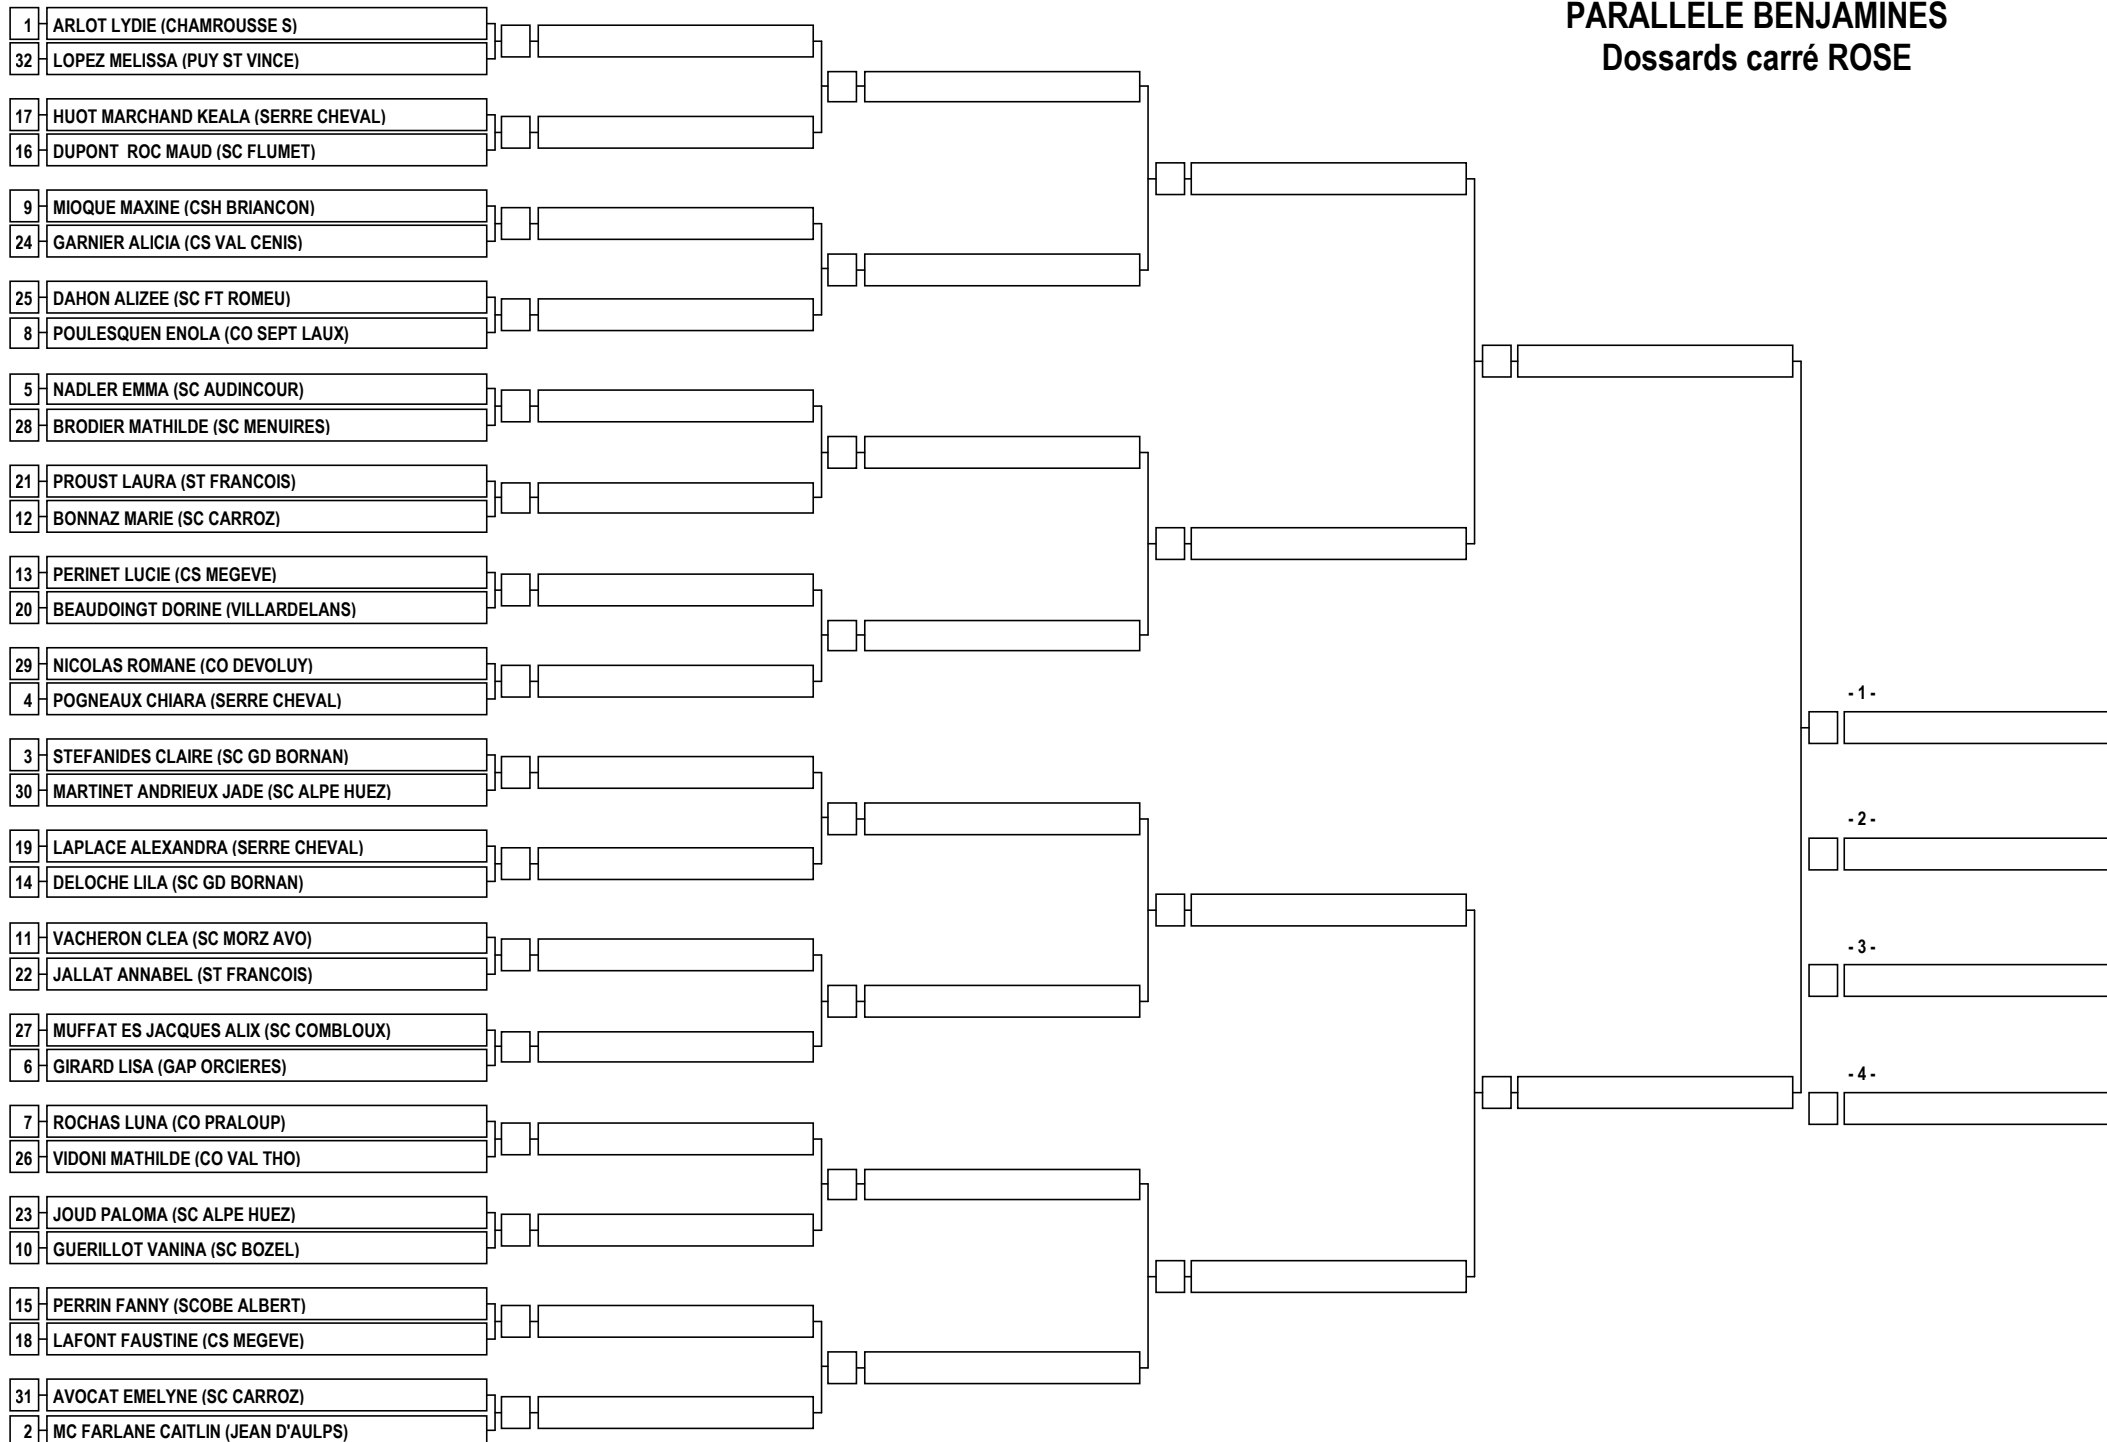 PARALLELE BENJAMINES
Dossards carré ROSE
1 ARLOT LYDIE (CHAMROUSSE S)
32 LOPEZ MELISSA (PUY ST VINCE)
17 HUOT MARCHAND KEALA (SERRE CHEVAL)
16 DUPONT ROC MAUD (SC FLUMET)
9 MIOQUE MAXINE (CSH BRIANCON)
24 GARNIER ALICIA (CS VAL CENIS)
25 DAHON ALIZEE (SC FT ROMEU)
8 POULESQUEN ENOLA (CO SEPT LAUX)
5 NADLER EMMA (SC AUDINCOUR)
28 BRODIER MATHILDE (SC MENUIRES)
21 PROUST LAURA (ST FRANCOIS)
12 BONNAZ MARIE (SC CARROZ)
13 PERINET LUCIE (CS MEGEVE)
20 BEAUDOINGT DORINE (VILLARDELANS)
29 NICOLAS ROMANE (CO DEVOLUY)
4 POGNEAUX CHIARA (SERRE CHEVAL)
3 STEFANIDES CLAIRE (SC GD BORNAN)
30 MARTINET ANDRIEUX JADE (SC ALPE HUEZ)
19 LAPLACE ALEXANDRA (SERRE CHEVAL)
14 DELOCHE LILA (SC GD BORNAN)
11 VACHERON CLEA (SC MORZ AVO)
22 JALLAT ANNABEL (ST FRANCOIS)
27 MUFFAT ES JACQUES ALIX (SC COMBLOUX)
6 GIRARD LISA (GAP ORCIERES)
7 ROCHAS LUNA (CO PRALOUP)
26 VIDONI MATHILDE (CO VAL THO)
23 JOUD PALOMA (SC ALPE HUEZ)
10 GUERILLOT VANINA (SC BOZEL)
15 PERRIN FANNY (SCOBE ALBERT)
18 LAFONT FAUSTINE (CS MEGEVE)
31 AVOCAT EMELYNE (SC CARROZ)
2 MC FARLANE CAITLIN (JEAN D'AULPS)
- 1 -
- 2 -
- 3 -
- 4 -